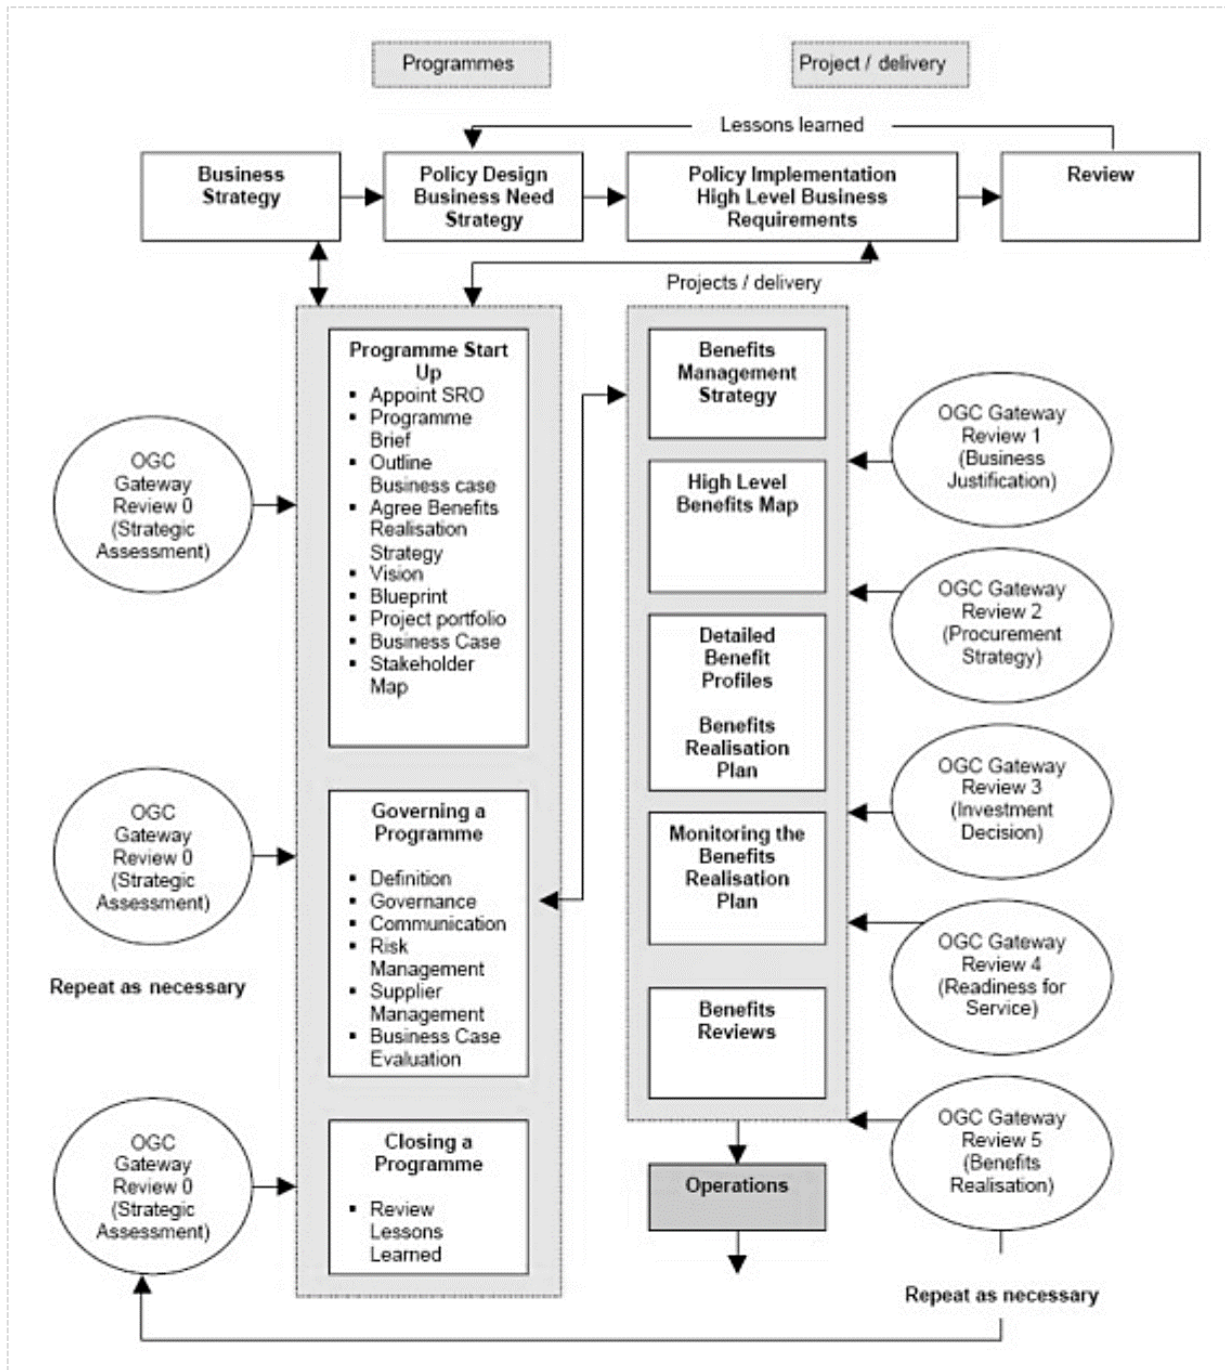 Programmes
Project / delivery
Lessons learned
Business
Strategy
Policy Design
Business Need
Strategy
Policy Implementation
High Level Business
Requirements
Review
Projects / delivery
Programme Start
Up
▪ Appoint SRO
▪ Programme
Brief
▪ Outline
Business case
▪ Agree Benefits
Realisation
Strategy
▪ Vision
▪ Blueprint
▪ Project portfolio
▪ Business Case
▪ Stakeholder
Map
OGC
Gateway
Review 0
(Strategic
Assessment)
Governing a
Programme
▪ Definition
▪ Governance
▪ Communication
▪ Risk
Management
▪ Supplier
Management
▪ Business Case
Evaluation
OGC
Gateway
Review 0
(Strategic
Assessment)
Repeat as necessary
Closing a
Programme
▪ Review
Lessons
Learned
OGC
Gateway
Review 0
(Strategic
Assessment)
Benefits
Management
Strategy
High Level
Benefits Map
Detailed
Benefit
Profiles
Benefits
Realisation
Plan
Monitoring the
Benefits
Realisation
Plan
Benefits
Reviews
Operations
OGC Gateway
Review 1
(Business
Justification)
OGC Gateway
Review 2
(Procurement
Strategy)
OGC Gateway
Review 3
(Investment
Decision)
OGC Gateway
Review 4
(Readiness for
Service)
OGC Gateway
Review 5
(Benefits
Realisation)
Repeat as necessary